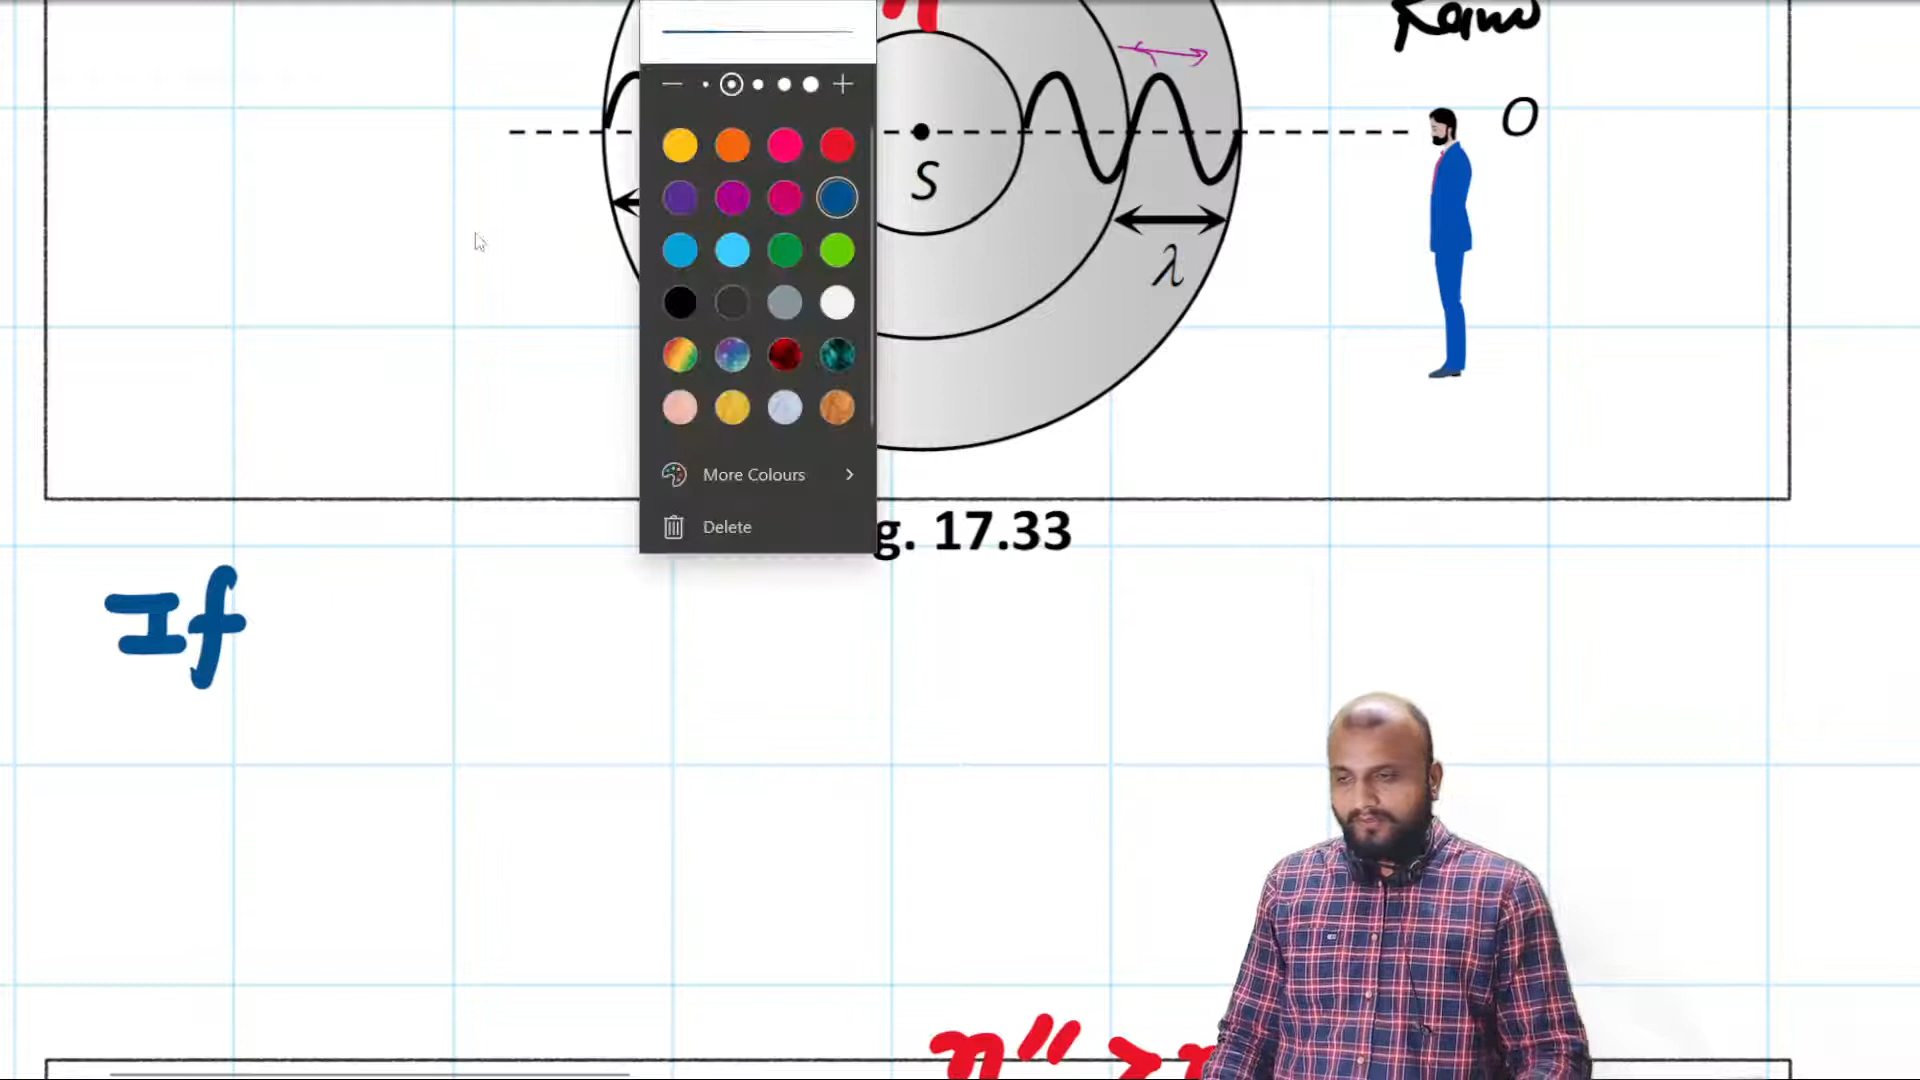 n
O
S
λ
More Colours
Delete
g. 17.33
If
n'' >